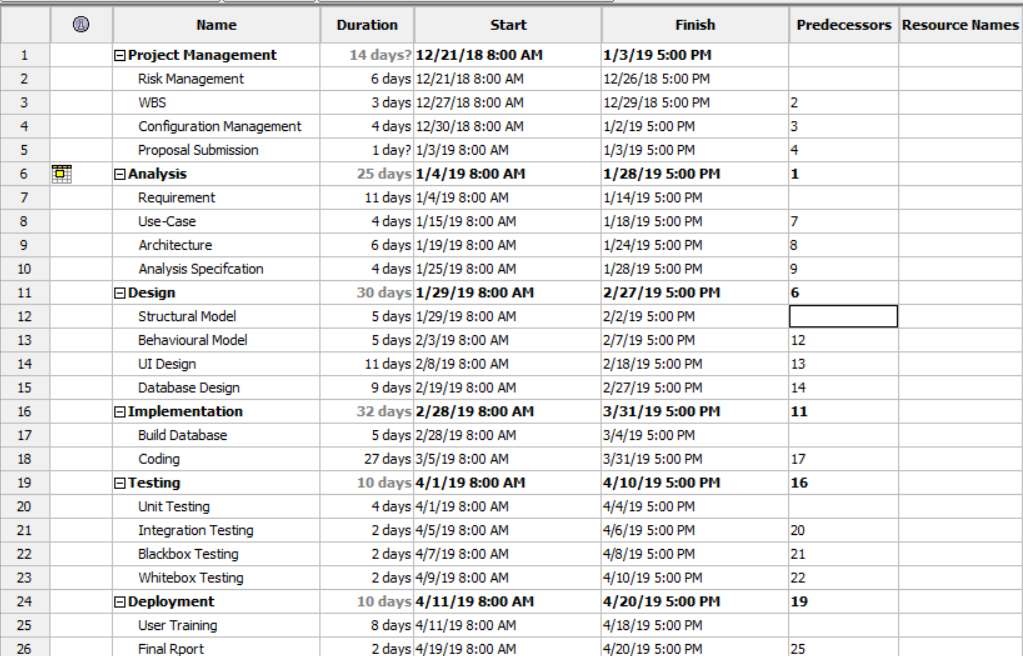 Name Duration Start Finish Predecessors Resource Names
1 Project Management 14 days? 12/21/18 8:00 AM 1/3/19 5:00 PM
2 Risk Management 6 days 12/21/18 8:00 AM 12/26/18 5:00 PM
3 WBS 3 days 12/27/18 8:00 AM 12/29/18 5:00 PM 2
4 Configuration Management 4 days 12/30/18 8:00 AM 1/2/19 5:00 PM 3
5 Proposal Submission 1 day? 1/3/19 8:00 AM 1/3/19 5:00 PM 4
6 Analysis 25 days 1/4/19 8:00 AM 1/28/19 5:00 PM 1
7 Requirement 11 days 1/4/19 8:00 AM 1/14/19 5:00 PM
8 Use-Case 4 days 1/15/19 8:00 AM 1/18/19 5:00 PM 7
9 Architecture 6 days 1/19/19 8:00 AM 1/24/19 5:00 PM 8
10 Analysis Specifcation 4 days 1/25/19 8:00 AM 1/28/19 5:00 PM 9
11 Design 30 days 1/29/19 8:00 AM 2/27/19 5:00 PM 6
12 Structural Model 5 days 1/29/19 8:00 AM 2/2/19 5:00 PM
13 Behavioural Model 5 days 2/3/19 8:00 AM 2/7/19 5:00 PM 12
14 UI Design 11 days 2/8/19 8:00 AM 2/18/19 5:00 PM 13
15 Database Design 9 days 2/19/19 8:00 AM 2/27/19 5:00 PM 14
16 Implementation 32 days 2/28/19 8:00 AM 3/31/19 5:00 PM 11
17 Build Database 5 days 2/28/19 8:00 AM 3/4/19 5:00 PM
18 Coding 27 days 3/5/19 8:00 AM 3/31/19 5:00 PM 17
19 Testing 10 days 4/1/19 8:00 AM 4/10/19 5:00 PM 16
20 Unit Testing 4 days 4/1/19 8:00 AM 4/4/19 5:00 PM
21 Integration Testing 2 days 4/5/19 8:00 AM 4/6/19 5:00 PM 20
22 Blackbox Testing 2 days 4/7/19 8:00 AM 4/8/19 5:00 PM 21
23 Whitebox Testing 2 days 4/9/19 8:00 AM 4/10/19 5:00 PM 22
24 Deployment 10 days 4/11/19 8:00 AM 4/20/19 5:00 PM 19
25 User Training 8 days 4/11/19 8:00 AM 4/18/19 5:00 PM
26 Final Rport 2 days 4/19/19 8:00 AM 4/20/19 5:00 PM 25